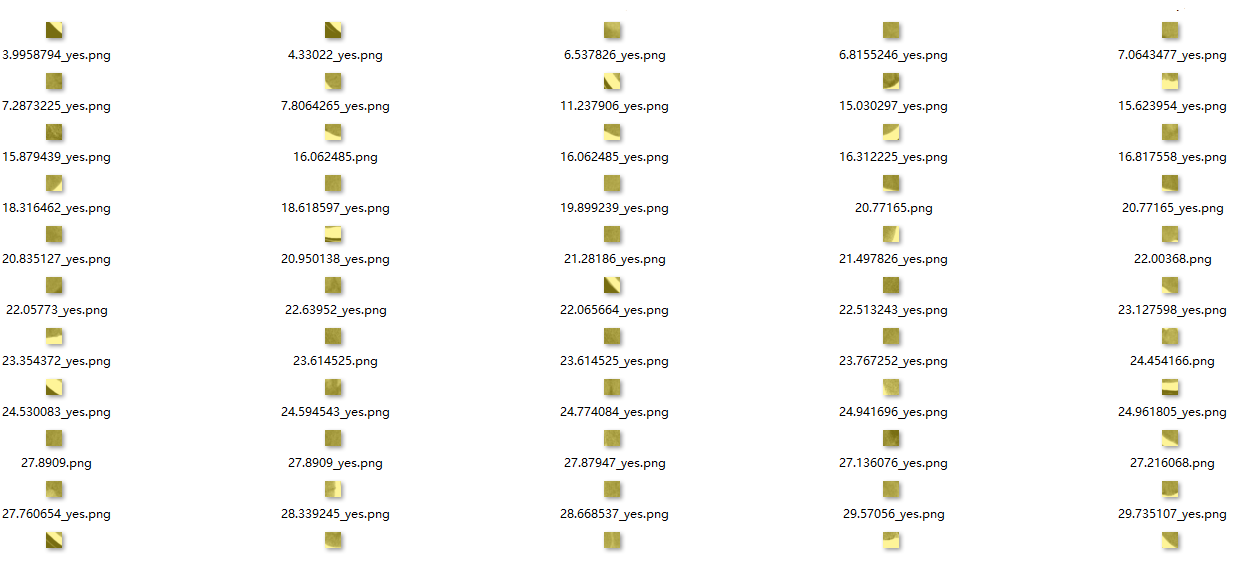 3.9958794_yes.png 4.33022_yes.png 6.537826_yes.png 6.8155246_yes.png 7.0643477_yes.png
7.2873225_yes.png 7.8064265_yes.png 11.237906_yes.png 15.030297_yes.png 15.623954_yes.png
15.879439_yes.png 16.062485.png 16.062485_yes.png 16.312225_yes.png 16.817558_yes.png
18.316462_yes.png 18.618597_yes.png 19.899239_yes.png 20.77165.png 20.77165_yes.png
20.835127_yes.png 20.950138_yes.png 21.28186_yes.png 21.497826_yes.png 22.00368.png
22.05773_yes.png 22.63952_yes.png 22.065664_yes.png 22.513243_yes.png 23.127598_yes.png
23.354372_yes.png 23.614525.png 23.614525_yes.png 23.767252_yes.png 24.454166.png
24.530083_yes.png 24.594543_yes.png 24.774084_yes.png 24.941696_yes.png 24.961805_yes.png
27.8909.png 27.8909_yes.png 27.87947_yes.png 27.136076_yes.png 27.216068.png
27.760654_yes.png 28.339245_yes.png 28.668537_yes.png 29.57056_yes.png 29.735107_yes.png